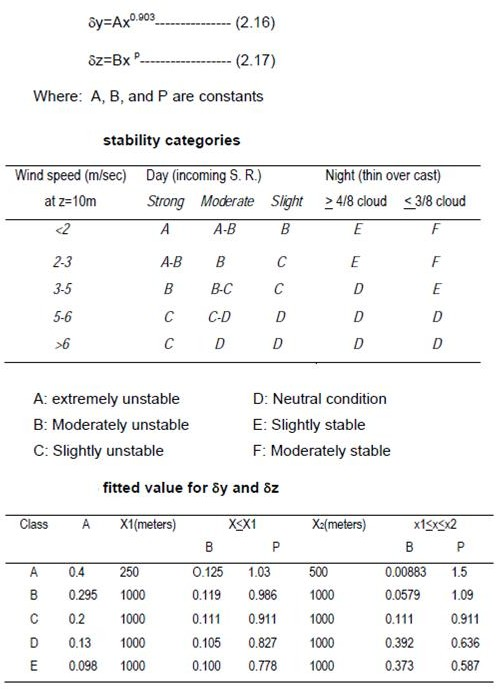 δy=Ax0.903--------------- (2.16)
δz=Bx P------------------ (2.17)
Where: A, B, and P are constants
stability categories
Wind speed (m/sec) Day (incoming S. R.) Night (thin over cast)
at z=10m Strong Moderate Slight > 4/8 cloud < 3/8 cloud
<2 A A-B B E F
2-3 A-B B C E F
3-5 B B-C C D E
5-6 C C-D D D D
>6 C D D D D
A: extremely unstable D: Neutral condition
B: Moderately unstable E: Slightly stable
C: Slightly unstable F: Moderately stable
fitted value for δy and δz
Class A X1(meters) X<X1 X2(meters) x1<x<x2
B P B P
A 0.4 250 O.125 1.03 500 0.00883 1.5
B 0.295 1000 0.119 0.986 1000 0.0579 1.09
C 0.2 1000 0.111 0.911 1000 0.111 0.911
D 0.13 1000 0.105 0.827 1000 0.392 0.636
E 0.098 1000 0.100 0.778 1000 0.373 0.587